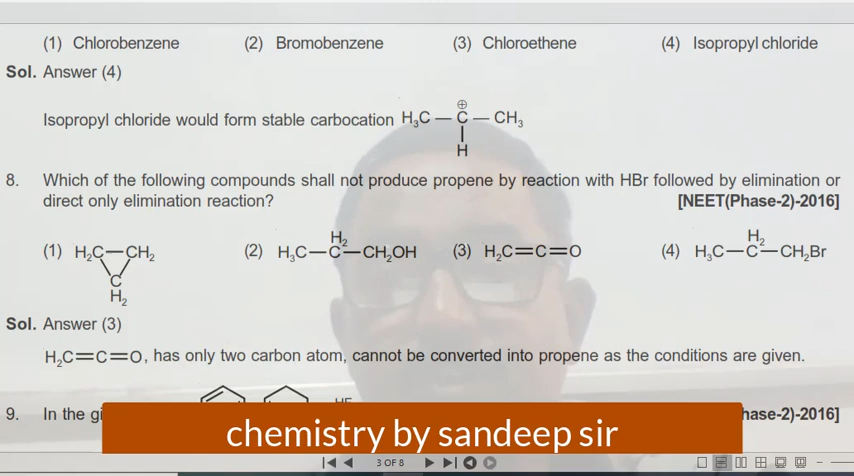 (1) Chlorobenzene (2) Bromobenzene (3) Chloroethene (4) Isopropyl chloride
Sol. Answer (4)
Isopropyl chloride would form stable carbocation H₃C — C⊕ — CH₃
H
8. Which of the following compounds shall not produce propene by reaction with HBr followed by elimination or
direct only elimination reaction? [NEET(Phase-2)-2016]
(1) H₂C—CH₂ (2) H₃C—C—CH₂OH (3) H₂C=C=O (4) H₃C—C—CH₂Br
C H₂ H₂
H₂
Sol. Answer (3)
H₂C=C=O, has only two carbon atom, cannot be converted into propene as the conditions are given.
9. In the gi HF hase-2)-2016]
chemistry by sandeep sir
3 OF 8